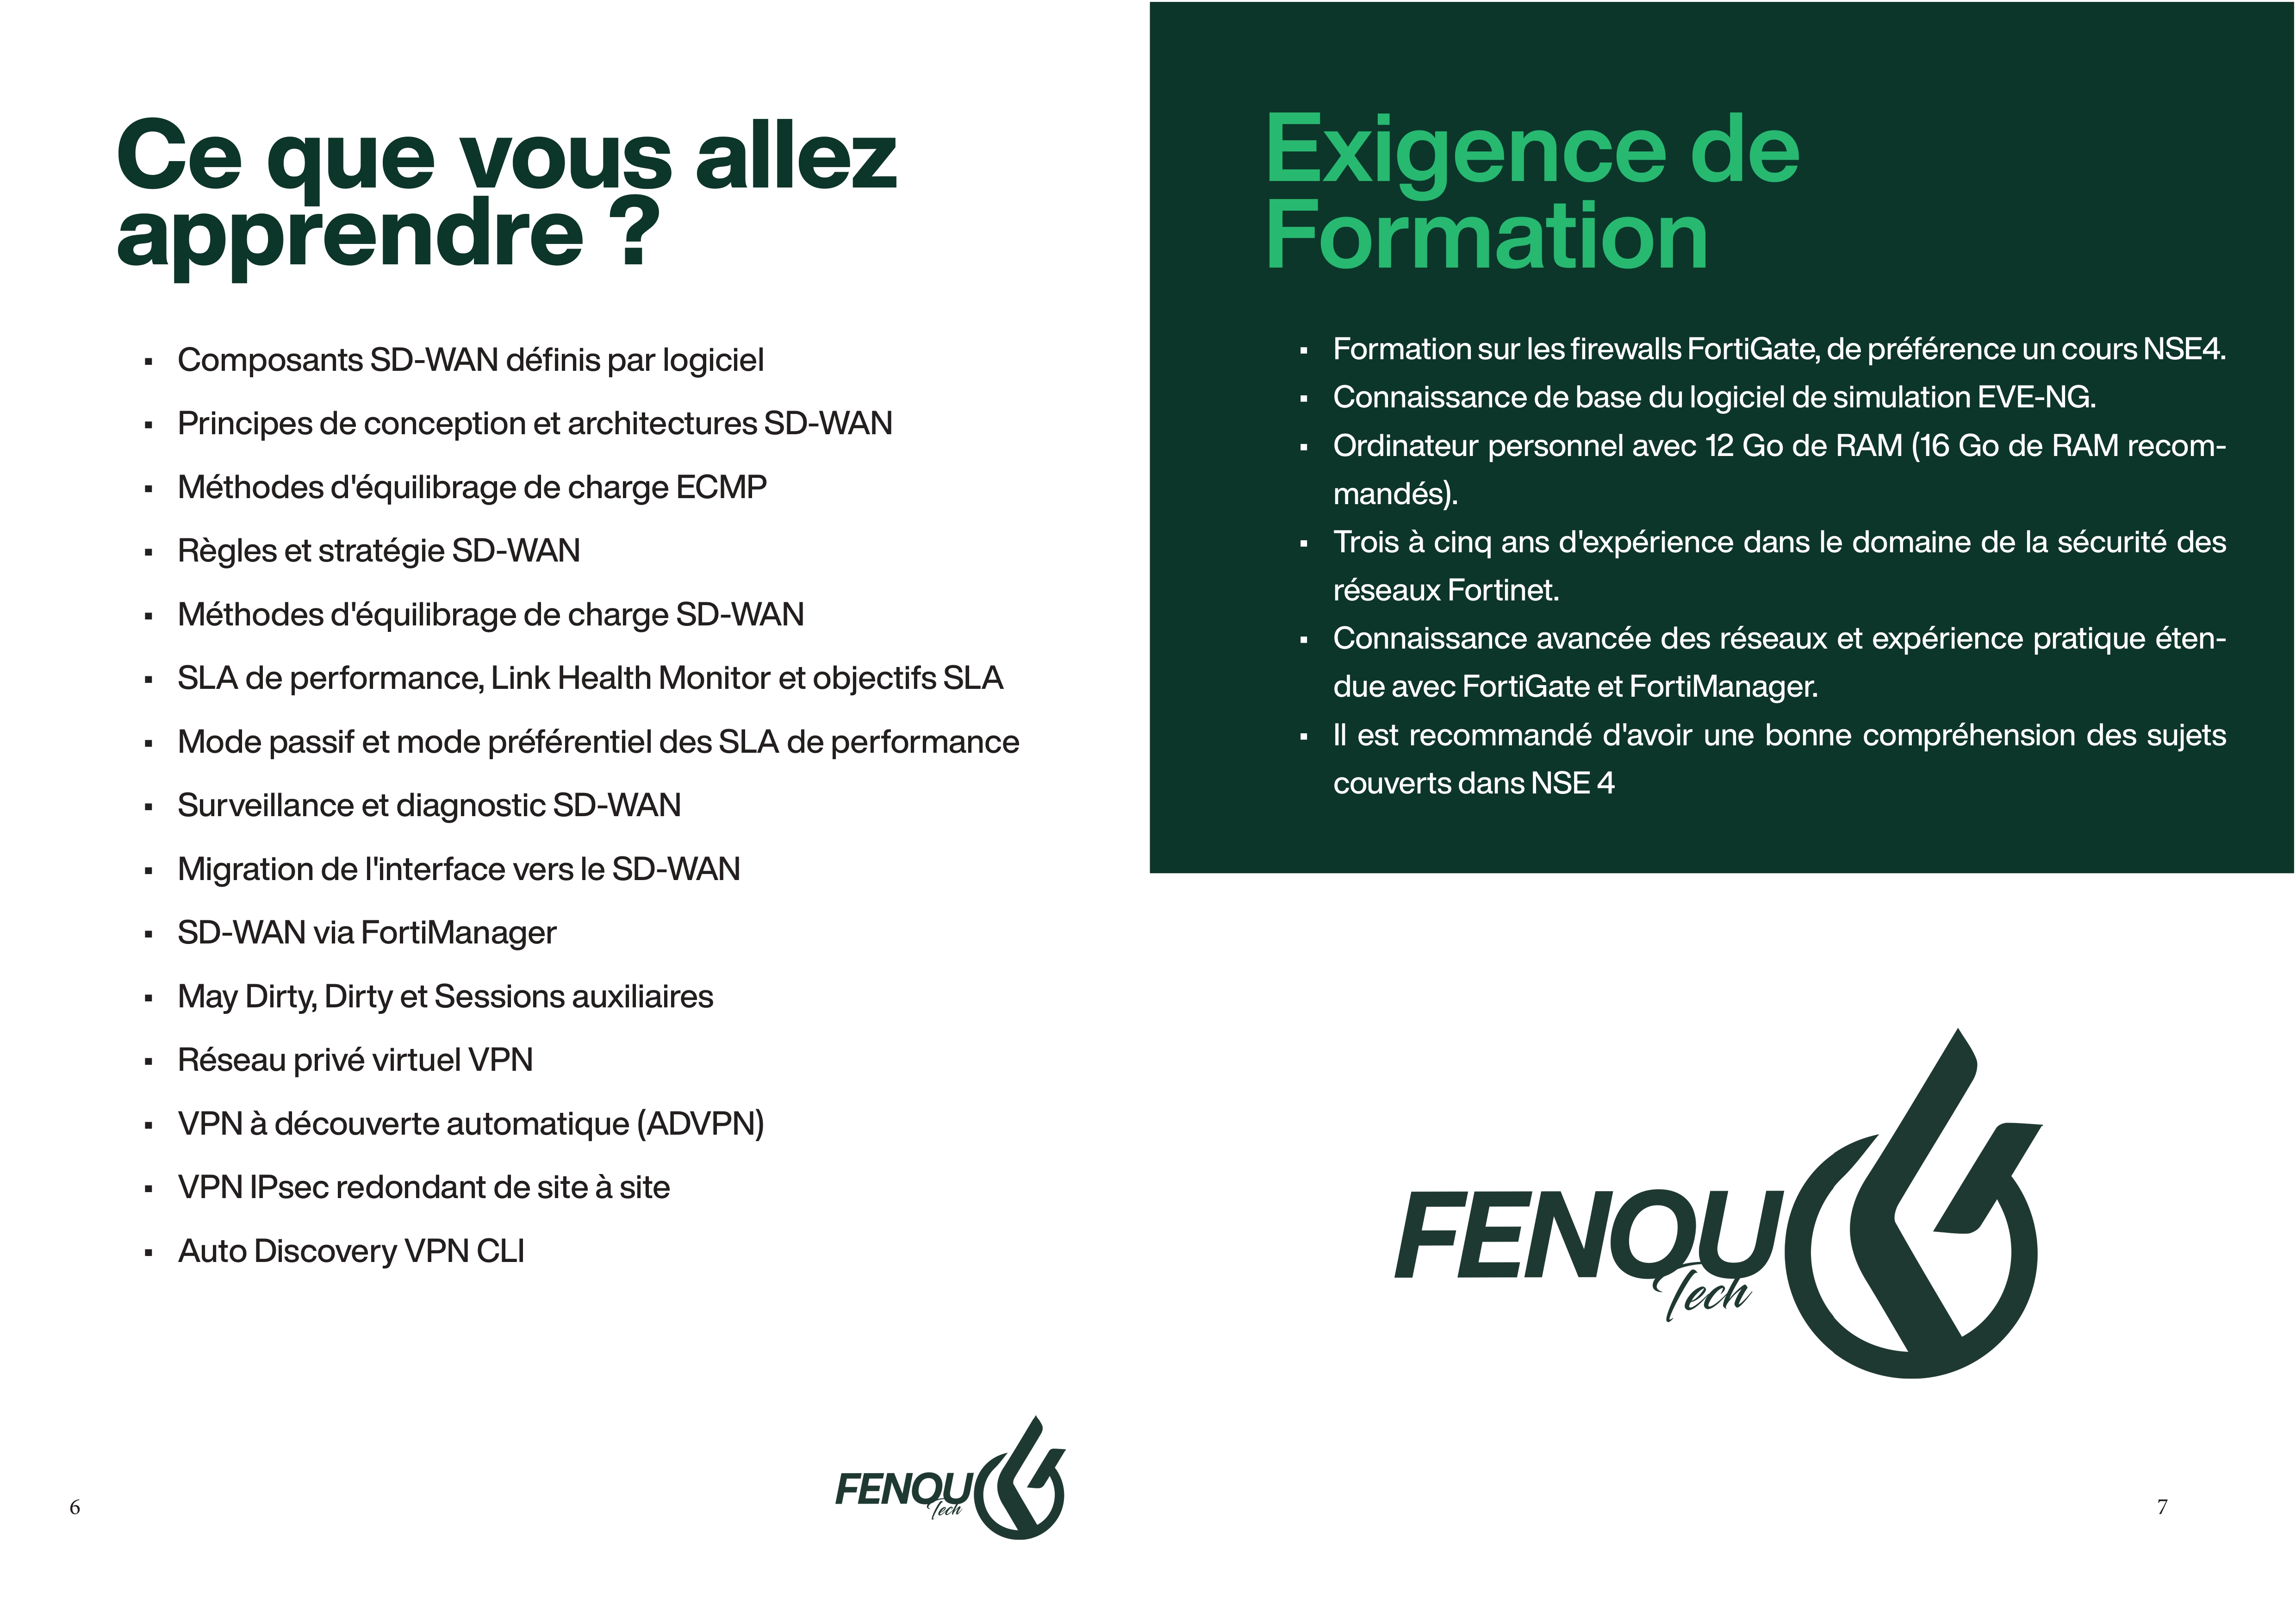 Ce que vous allez
apprendre ?
▪ Composants SD-WAN définis par logiciel
▪ Principes de conception et architectures SD-WAN
▪ Méthodes d'équilibrage de charge ECMP
▪ Règles et stratégie SD-WAN
▪ Méthodes d'équilibrage de charge SD-WAN
▪ SLA de performance, Link Health Monitor et objectifs SLA
▪ Mode passif et mode préférentiel des SLA de performance
▪ Surveillance et diagnostic SD-WAN
▪ Migration de l'interface vers le SD-WAN
▪ SD-WAN via FortiManager
▪ May Dirty, Dirty et Sessions auxiliaires
▪ Réseau privé virtuel VPN
▪ VPN à découverte automatique (ADVPN)
▪ VPN IPsec redondant de site à site
▪ Auto Discovery VPN CLI
FENOU
Tech
6
Exigence de
Formation
▪ Formation sur les firewalls FortiGate, de préférence un cours NSE4.
▪ Connaissance de base du logiciel de simulation EVE-NG.
▪ Ordinateur personnel avec 12 Go de RAM (16 Go de RAM recom-
mandés).
▪ Trois à cinq ans d'expérience dans le domaine de la sécurité des
réseaux Fortinet.
▪ Connaissance avancée des réseaux et expérience pratique éten-
due avec FortiGate et FortiManager.
▪ Il est recommandé d'avoir une bonne compréhension des sujets
couverts dans NSE 4
FENOU
Tech
7